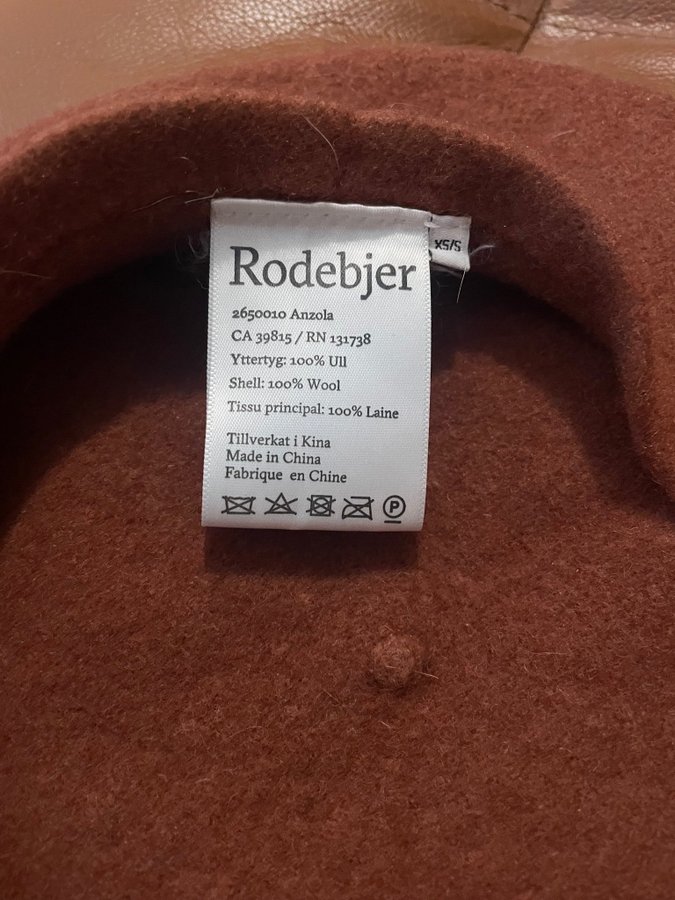 Rodebjer
XS/S
2650010 Anzola
CA 39815 / RN 131738
Yttertyg: 100% Ull
Shell: 100% Wool
Tissu principal: 100% Laine
Tillverkat i Kina
Made in China
Fabrique en Chine
P